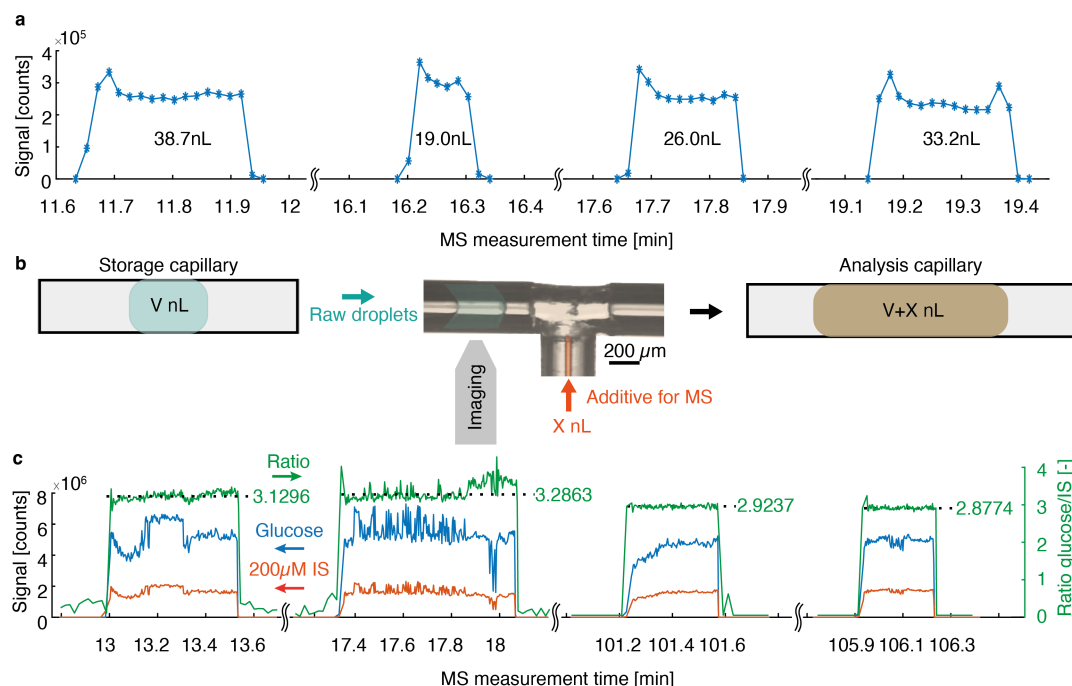 a
×10⁵
Signal [counts]
4
3
2
1
0
38.7nL
19.0nL
26.0nL
33.2nL
11.6 11.7 11.8 11.9 12 16.1 16.2 16.3 16.4 17.6 17.7 17.8 17.9 19.1 19.2 19.3 19.4
MS measurement time [min]
b
Storage capillary
V nL
Raw droplets
Imaging
200 µm
Additive for MS
X nL
Analysis capillary
V+X nL
c
×10⁶
Signal [counts]
8
6
4
2
0
Ratio
Glucose
200µM IS
3.1296
3.2863
2.9237
2.8774
4
3
2
1
0
Ratio glucose/IS [-]
13 13.2 13.4 13.6 17.4 17.6 17.8 18 101.2 101.4 101.6 105.9 106.1 106.3
MS measurement time [min]